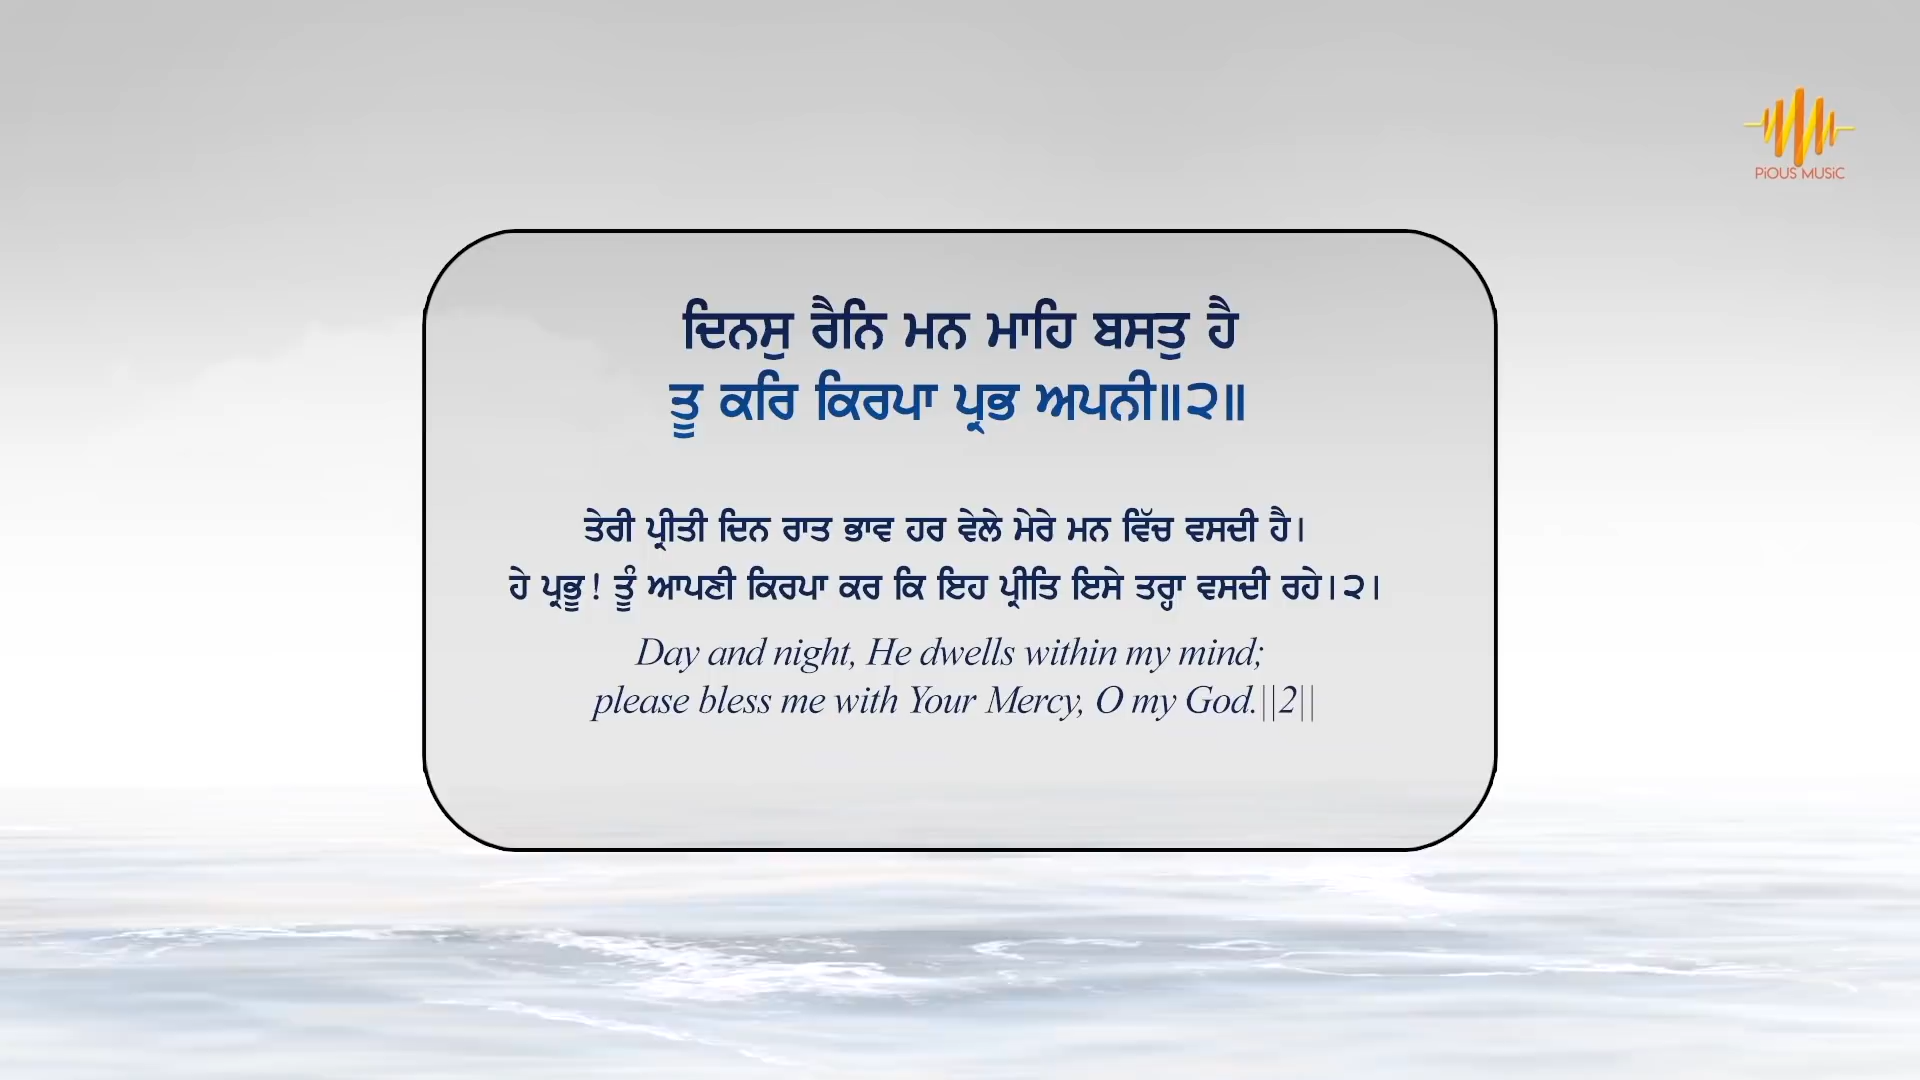 PiOUS MUSiC
ਦਿਨਸੁ ਰੈਨਿ ਮਨ ਮਾਹਿ ਬਸਤੁ ਹੈ
ਤੂ ਕਰਿ ਕਿਰਪਾ ਪ੍ਰਭ ਅਪਨੀ॥੨॥
ਤੇਰੀ ਪ੍ਰੀਤੀ ਦਿਨ ਰਾਤ ਭਾਵ ਹਰ ਵੇਲੇ ਮੇਰੇ ਮਨ ਵਿੱਚ ਵਸਦੀ ਹੈ।
ਹੇ ਪ੍ਰਭੂ! ਤੂੰ ਆਪਣੀ ਕਿਰਪਾ ਕਰ ਕਿ ਇਹ ਪ੍ਰੀਤਿ ਇਸੇ ਤਰ੍ਹਾ ਵਸਦੀ ਰਹੇ।੨।
Day and night, He dwells within my mind;
please bless me with Your Mercy, O my God.||2||